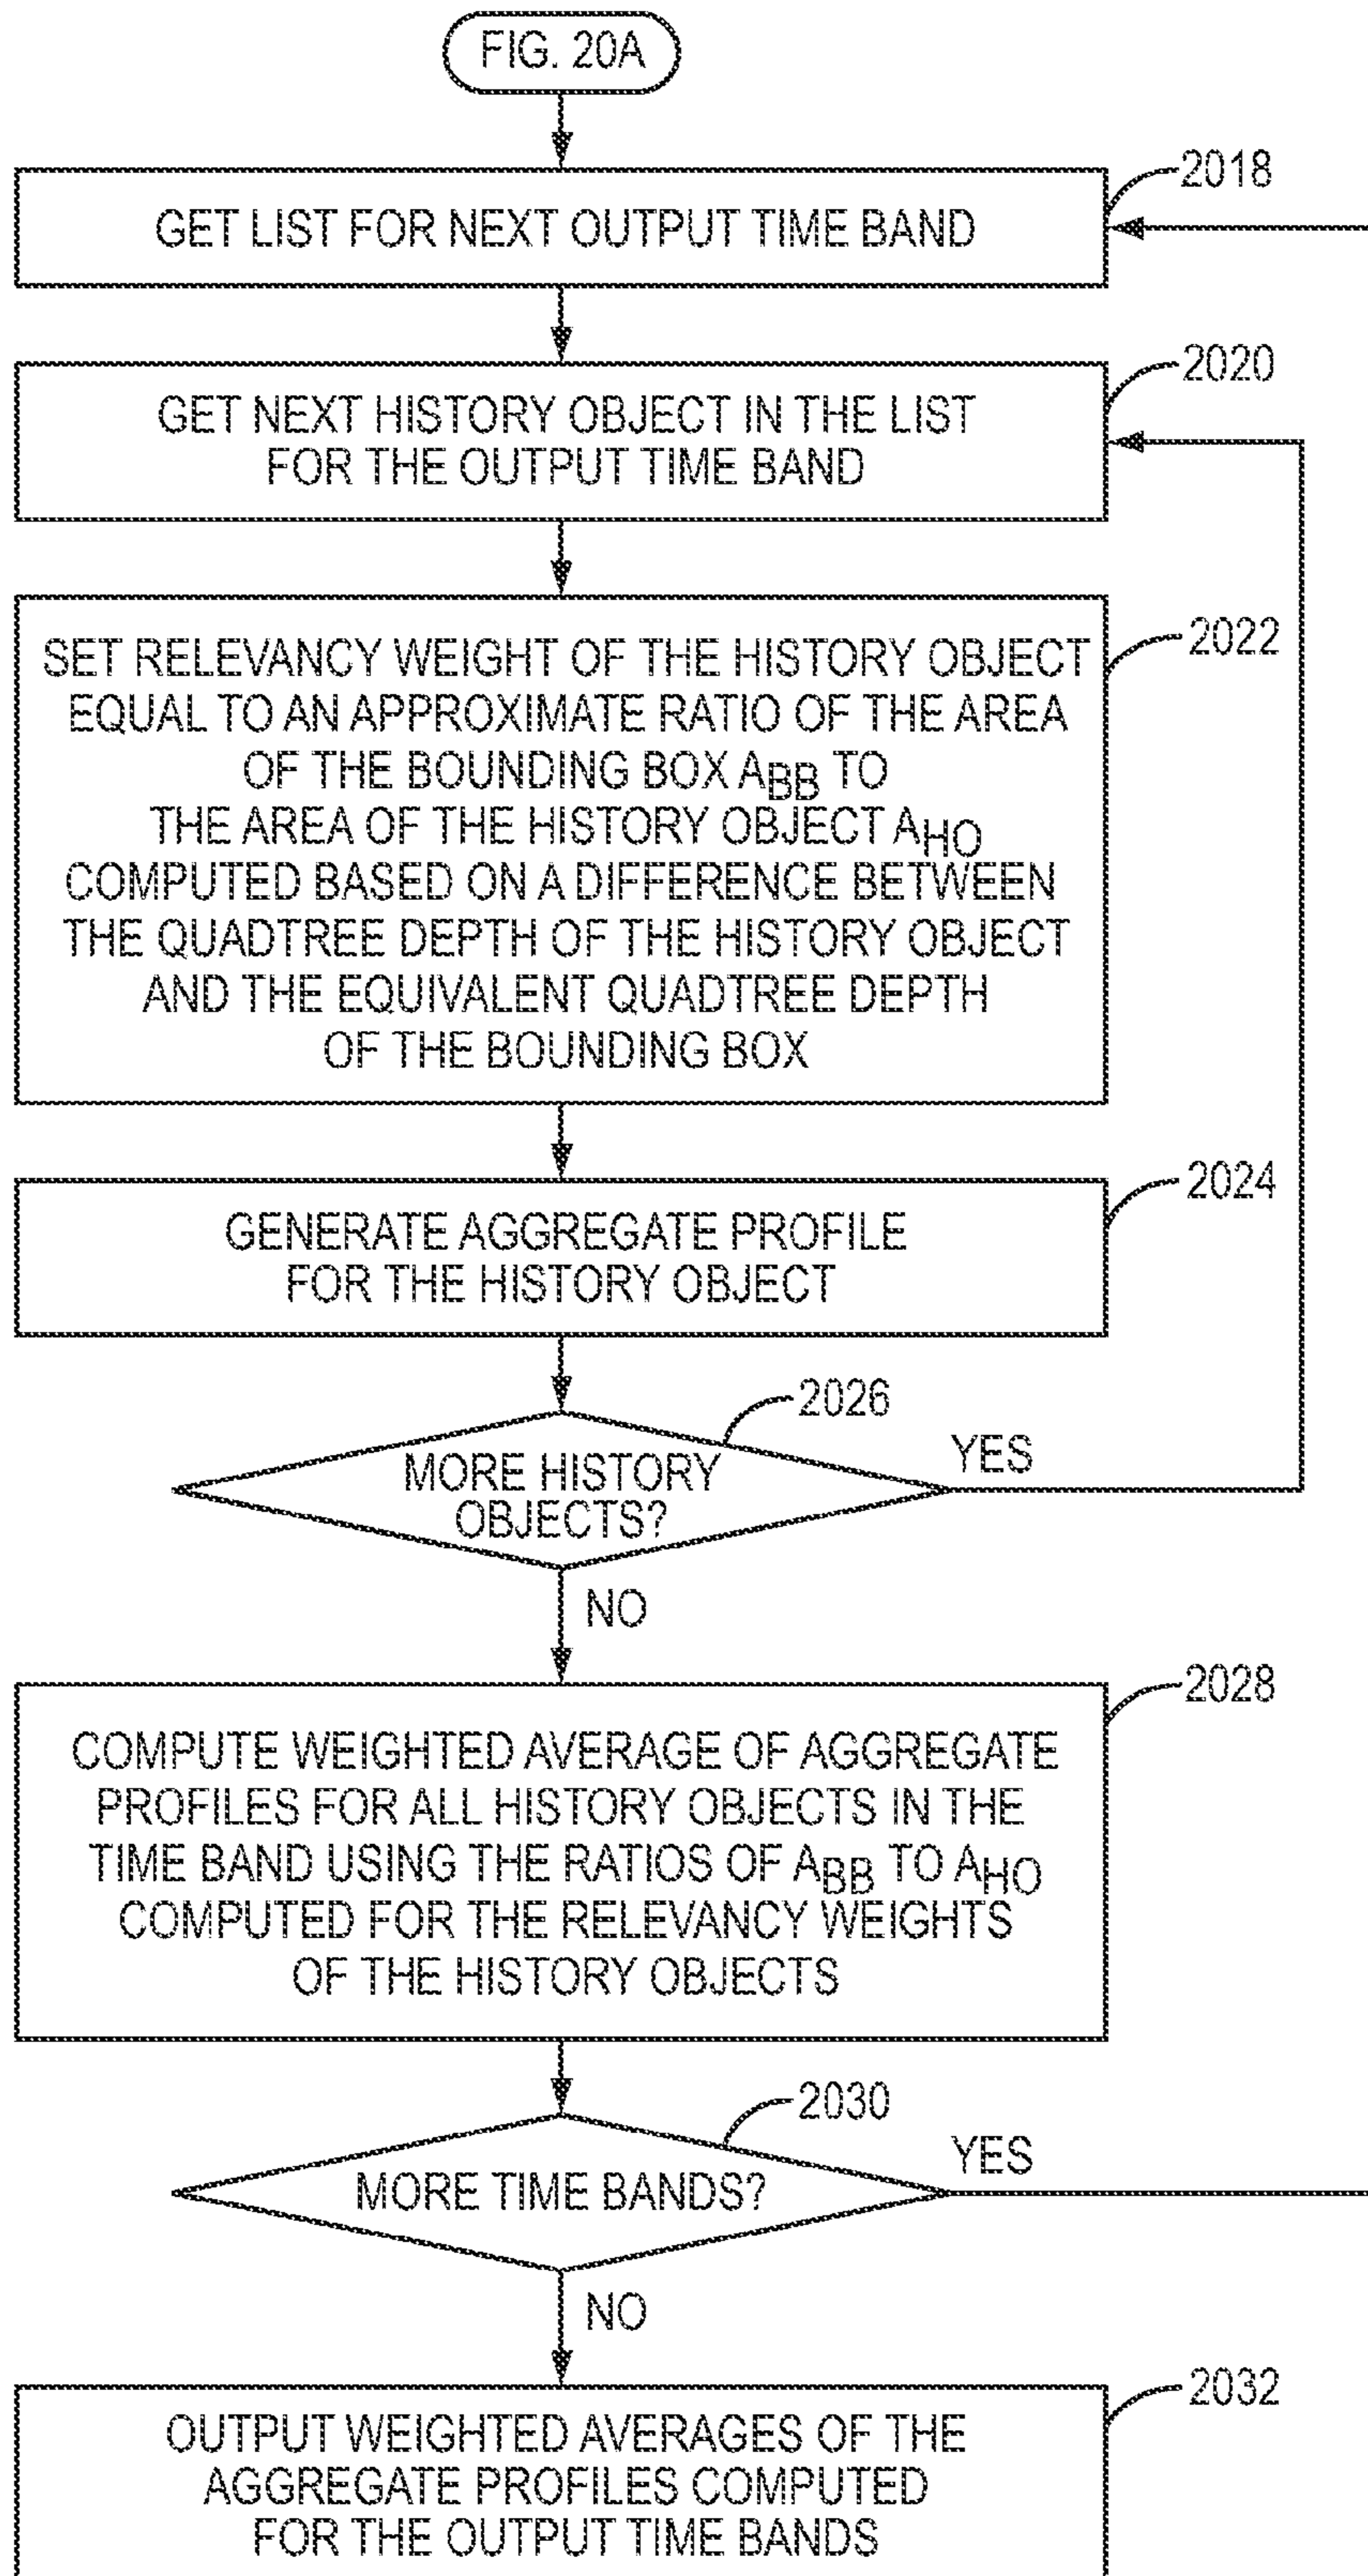 FIG. 20A
2018
GET LIST FOR NEXT OUTPUT TIME BAND
2020
GET NEXT HISTORY OBJECT IN THE LIST
FOR THE OUTPUT TIME BAND
2022
SET RELEVANCY WEIGHT OF THE HISTORY OBJECT
EQUAL TO AN APPROXIMATE RATIO OF THE AREA
OF THE BOUNDING BOX ABB TO
THE AREA OF THE HISTORY OBJECT AHO
COMPUTED BASED ON A DIFFERENCE BETWEEN
THE QUADTREE DEPTH OF THE HISTORY OBJECT
AND THE EQUIVALENT QUADTREE DEPTH
OF THE BOUNDING BOX
2024
GENERATE AGGREGATE PROFILE
FOR THE HISTORY OBJECT
2026
MORE HISTORY
OBJECTS?
YES
NO
2028
COMPUTE WEIGHTED AVERAGE OF AGGREGATE
PROFILES FOR ALL HISTORY OBJECTS IN THE
TIME BAND USING THE RATIOS OF ABB TO AHO
COMPUTED FOR THE RELEVANCY WEIGHTS
OF THE HISTORY OBJECTS
2030
MORE TIME BANDS?
YES
NO
2032
OUTPUT WEIGHTED AVERAGES OF THE
AGGREGATE PROFILES COMPUTED
FOR THE OUTPUT TIME BANDS